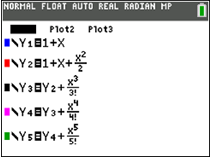 NORMAL FLOAT AUTO REAL RADIAN MP
Plot2 Plot3
\Y₁=1+X
\Y₂=1+X+X²/2
\Y₃=Y₂+X³/3!
\Y₄=Y₃+X⁴/4!
\Y₅=Y₄+X⁵/5!